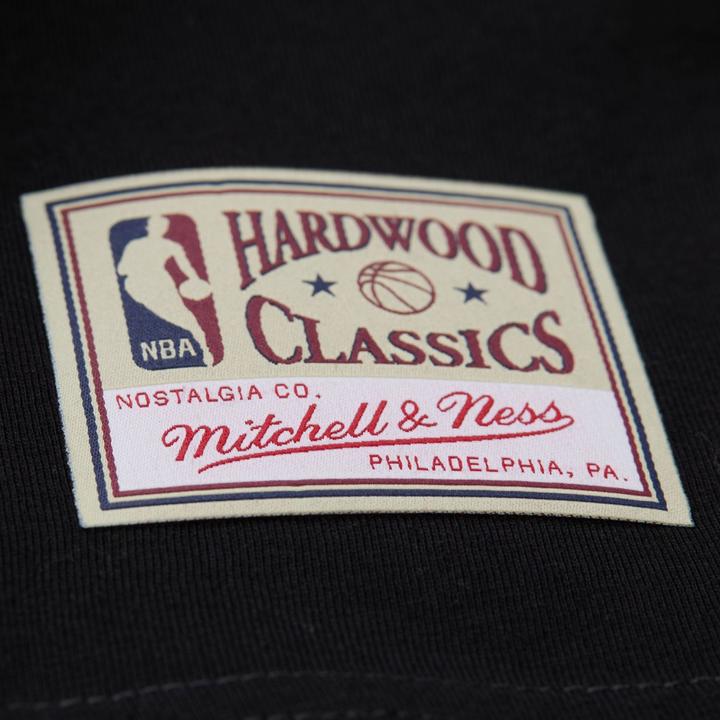 HARDWOOD
CLASSICS
NBA
NOSTALGIA CO.
Mitchell & Ness
PHILADELPHIA, PA.